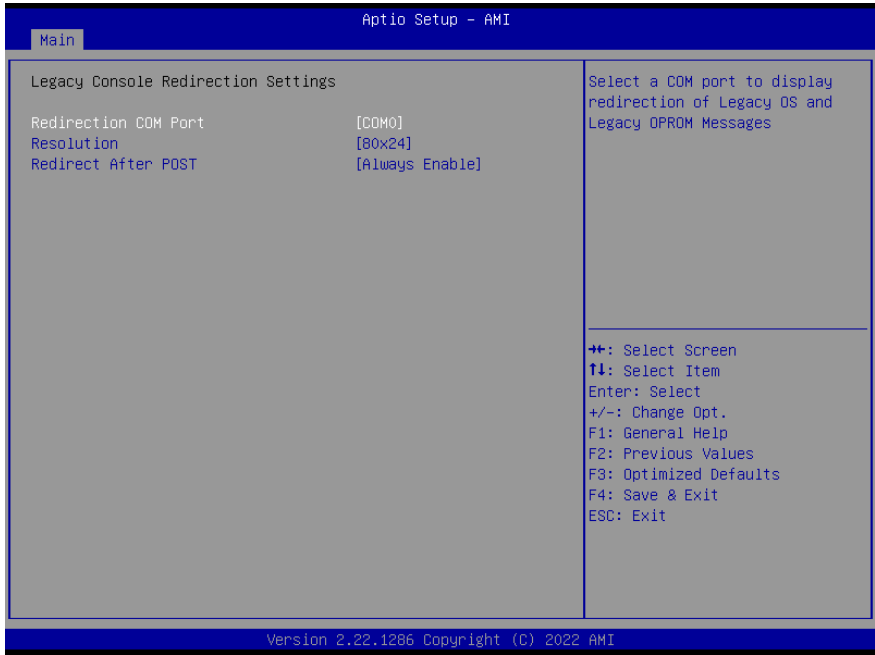 Aptio Setup – AMI
Main
Legacy Console Redirection Settings
Redirection COM Port [COM0]
Resolution [80x24]
Redirect After POST [Always Enable]
Select a COM port to display
redirection of Legacy OS and
Legacy OPROM Messages
→←: Select Screen
↑↓: Select Item
Enter: Select
+/-: Change Opt.
F1: General Help
F2: Previous Values
F3: Optimized Defaults
F4: Save & Exit
ESC: Exit
Version 2.22.1286 Copyright (C) 2022 AMI